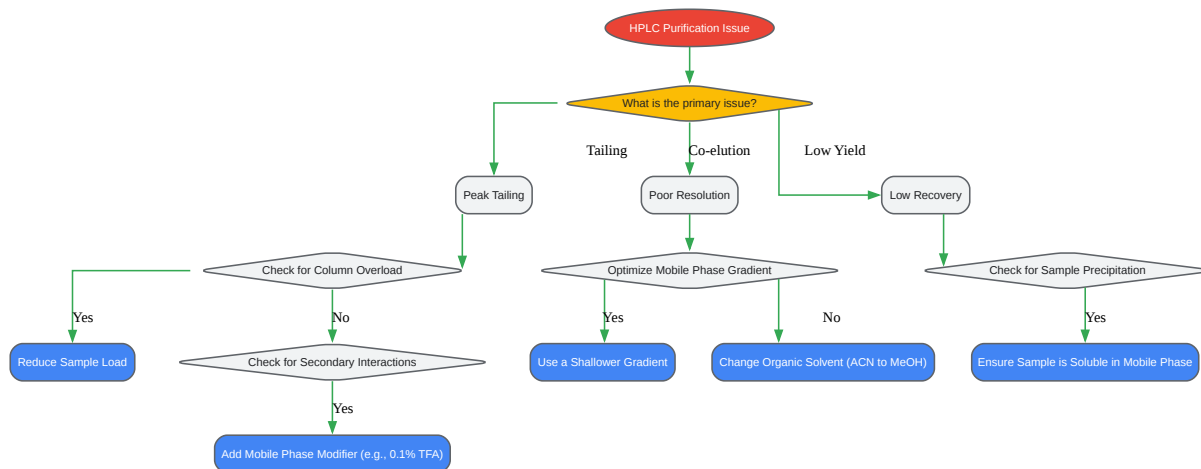 HPLC Purification Issue
What is the primary issue?
Tailing
Co-elution
Low Yield
Peak Tailing
Poor Resolution
Low Recovery
Check for Column Overload
Optimize Mobile Phase Gradient
Check for Sample Precipitation
Yes
No
Yes
No
Yes
Reduce Sample Load
Check for Secondary Interactions
Use a Shallower Gradient
Change Organic Solvent (ACN to MeOH)
Ensure Sample is Soluble in Mobile Phase
Yes
Add Mobile Phase Modifier (e.g., 0.1% TFA)